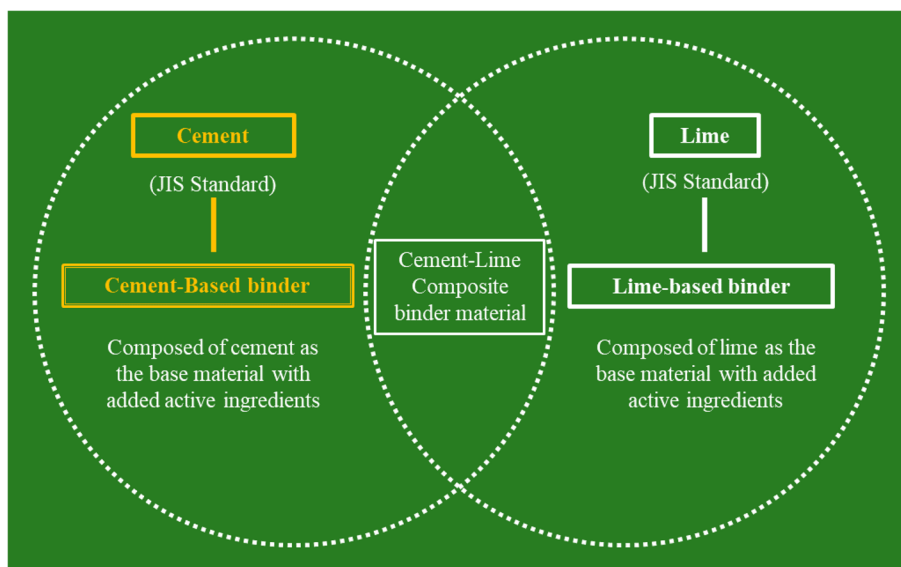 Cement
(JIS Standard)
Cement-Based binder
Composed of cement as
the base material with
added active ingredients
Cement-Lime
Composite
binder material
Lime
(JIS Standard)
Lime-based binder
Composed of lime as the
base material with added
active ingredients